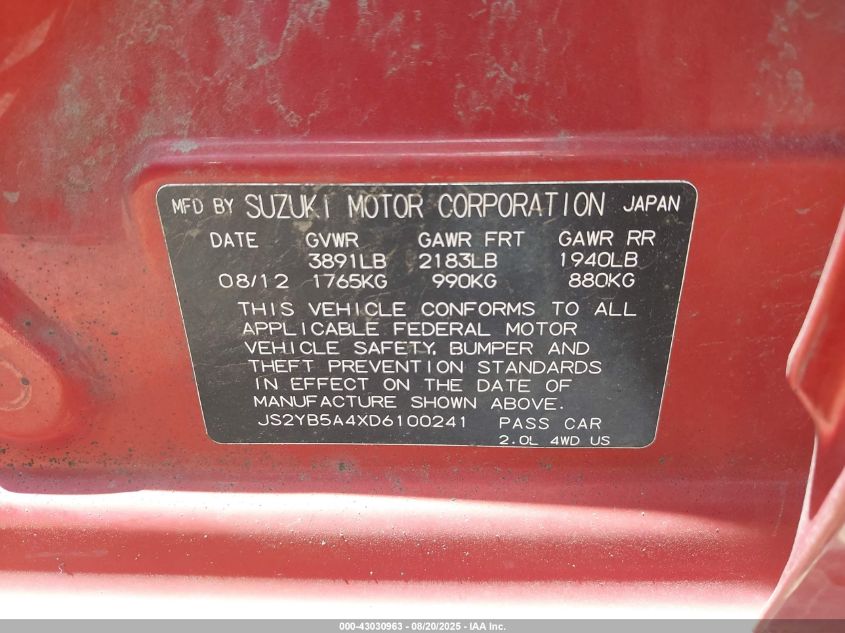 MFD BY SUZUKI MOTOR CORPORATION JAPAN
DATE GVWR GAWR FRT GAWR RR
3891LB 2183LB 1940LB
08/12 1765KG 990KG 880KG
THIS VEHICLE CONFORMS TO ALL
APPLICABLE FEDERAL MOTOR
VEHICLE SAFETY, BUMPER AND
THEFT PREVENTION STANDARDS
IN EFFECT ON THE DATE OF
MANUFACTURE SHOWN ABOVE.
JS2YB5A4XD6100241 PASS CAR
2.0L 4WD US
000-43030963 - 08/20/2025 - IAA Inc.